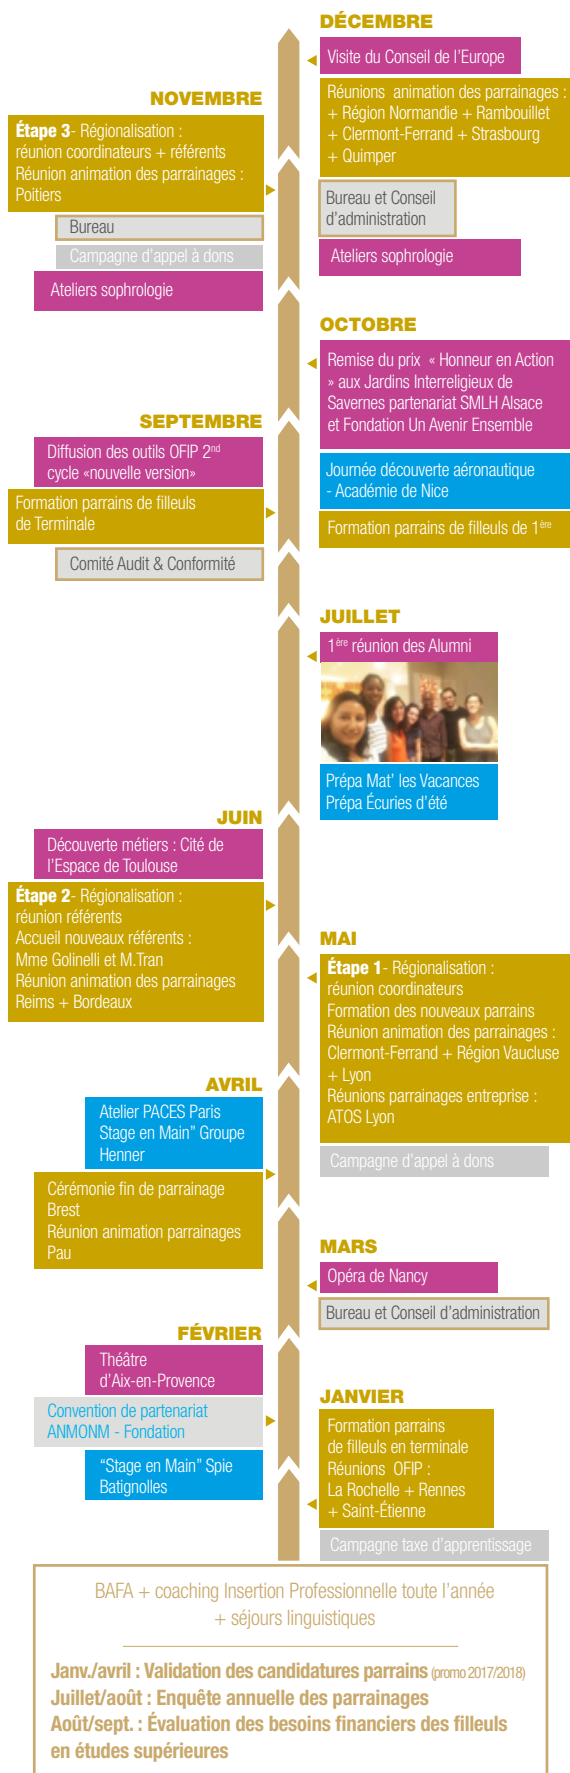 DÉCEMBRE
Visite du Conseil de l'Europe
Réunions animation des parrainages :
+ Région Normandie + Rambouillet
+ Clermont-Ferrand + Strasbourg
+ Quimper
Bureau et Conseil
d'administration
Ateliers sophrologie
NOVEMBRE
Étape 3- Régionalisation :
réunion coordinateurs + référents
Réunion animation des parrainages :
Poitiers
Bureau
Campagne d'appel à dons
Ateliers sophrologie
OCTOBRE
Remise du prix « Honneur en Action
» aux Jardins Interreligieux de
Savernes partenariat SMLH Alsace
et Fondation Un Avenir Ensemble
Journée découverte aéronautique
- Académie de Nice
Formation parrains de filleuls de 1ère
SEPTEMBRE
Diffusion des outils OFIP 2nd
cycle «nouvelle version»
Formation parrains de filleuls
de Terminale
Comité Audit & Conformité
JUILLET
1ère réunion des Alumni
Prépa Mat' les Vacances
Prépa Écuries d'été
JUIN
Découverte métiers : Cité de
l'Espace de Toulouse
Étape 2- Régionalisation :
réunion référents
Accueil nouveaux référents :
Mme Golinelli et M.Tran
Réunion animation des parrainages
Reims + Bordeaux
MAI
Étape 1- Régionalisation :
réunion coordinateurs
Formation des nouveaux parrains
Réunion animation des parrainages :
Clermont-Ferrand + Région Vaucluse
+ Lyon
Réunions parrainages entreprise :
ATOS Lyon
Campagne d'appel à dons
AVRIL
Atelier PACES Paris
Stage en Main" Groupe
Henner
Cérémonie fin de parrainage
Brest
Réunion animation parrainages
Pau
MARS
Opéra de Nancy
Bureau et Conseil d'administration
FÉVRIER
Théâtre
d'Aix-en-Provence
Convention de partenariat
ANMONM - Fondation
"Stage en Main" Spie
Batignolles
JANVIER
Formation parrains
de filleuls en terminale
Réunions OFIP :
La Rochelle + Rennes
+ Saint-Étienne
Campagne taxe d'apprentissage
BAFA + coaching Insertion Professionnelle toute l'année
+ séjours linguistiques
Janv./avril : Validation des candidatures parrains (promo 2017/2018)
Juillet/août : Enquête annuelle des parrainages
Août/sept. : Évaluation des besoins financiers des filleuls
en études supérieures